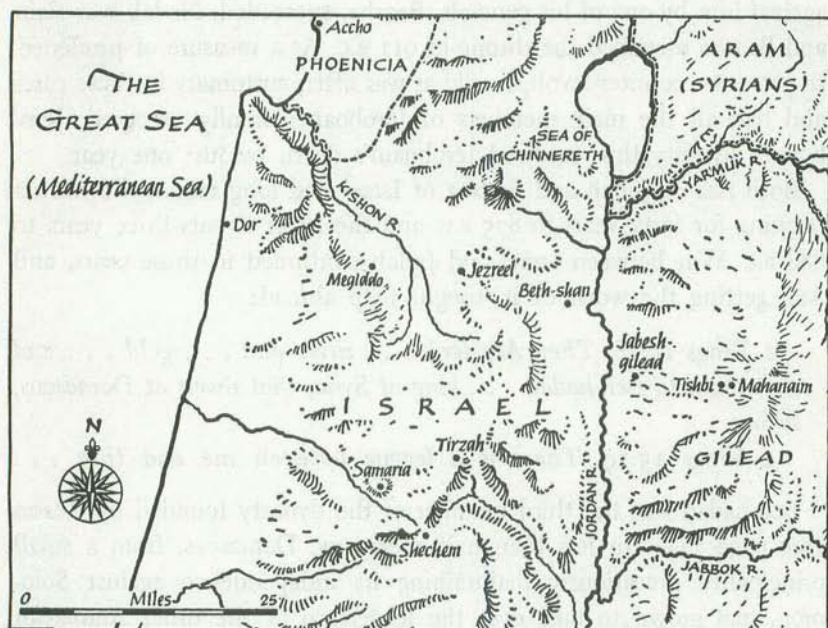 Accho
PHOENICIA
ARAM
(SYRIANS)
THE
GREAT SEA
(Mediterranean Sea)
SEA OF
CHINNERETH
YARMUK R.
KISHON R.
Dor
Megiddo
Jezreel
Beth-shan
Jabesh-
gilead
Tishbi
Mahanaim
ISRAEL
N
Tirzah
GILEAD
Samaria
JORDAN R.
Shechem
JABBOK R.
0 Miles 25